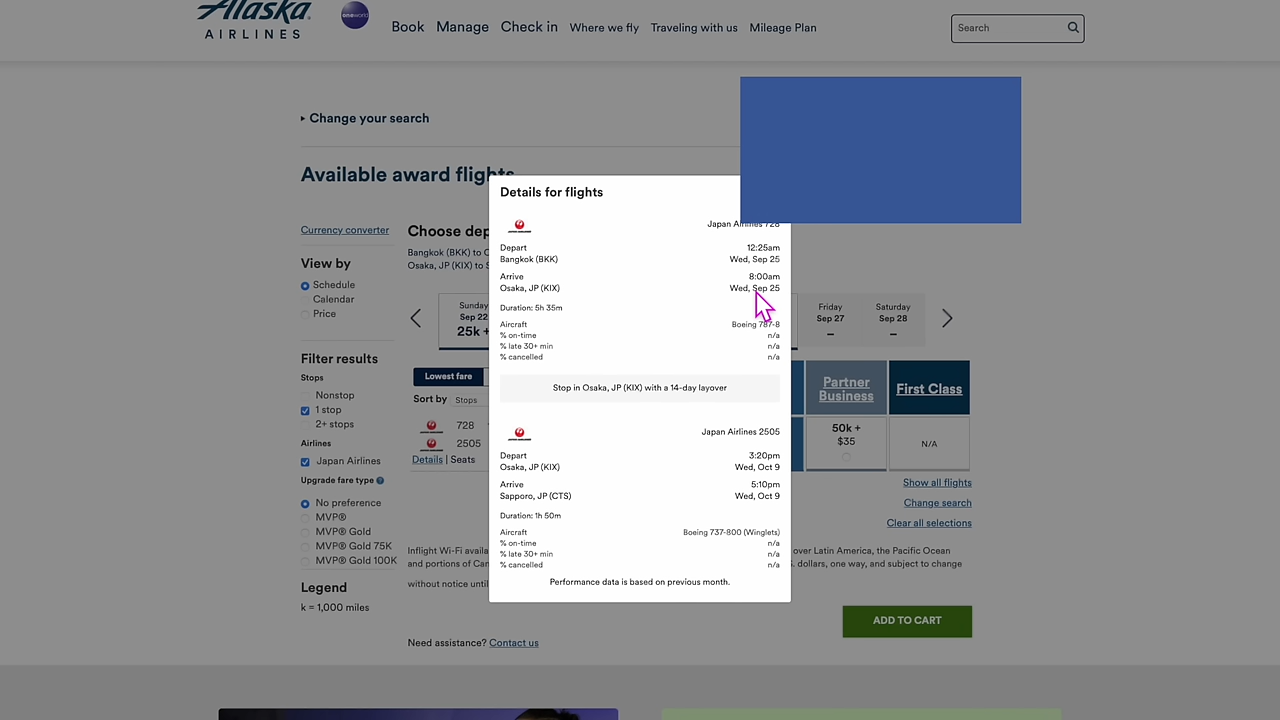 Alaska
AIRLINES
oneworld
Book Manage Check in Where we fly Traveling with us Mileage Plan
Search
Change your search
Available award flights
Currency converter
View by
Schedule
Calendar
Price
Filter results
Stops
Nonstop
1 stop
2+ stops
Airlines
Japan Airlines
Upgrade fare type
No preference
MVP®
MVP® Gold
MVP® Gold 75K
MVP® Gold 100K
Legend
k = 1,000 miles
Choose dep
Bangkok (BKK) to
Osaka, JP (KIX) to
Sunday
Sep 22
25k +
Friday
Sep 27
–
Saturday
Sep 28
–
Lowest fare
Sort by Stops
728
2505
Details | Seats
Partner
Business
First Class
50k +
$35
N/A
Details for flights
Japan Airlines 728
Depart 12:25am
Bangkok (BKK) Wed, Sep 25
Arrive 8:00am
Osaka, JP (KIX) Wed, Sep 25
Duration: 5h 35m
Aircraft Boeing 787-8
% on-time n/a
% late 30+ min n/a
% cancelled n/a
Stop in Osaka, JP (KIX) with a 14-day layover
Japan Airlines 2505
Depart 3:20pm
Osaka, JP (KIX) Wed, Oct 9
Arrive 5:10pm
Sapporo, JP (CTS) Wed, Oct 9
Duration: 1h 50m
Aircraft Boeing 737-800 (Winglets)
% on-time n/a
% late 30+ min n/a
% cancelled n/a
Performance data is based on previous month.
Show all flights
Change search
Clear all selections
Inflight Wi-Fi availa over Latin America, the Pacific Ocean
and portions of Can . dollars, one way, and subject to change
without notice until
ADD TO CART
Need assistance? Contact us